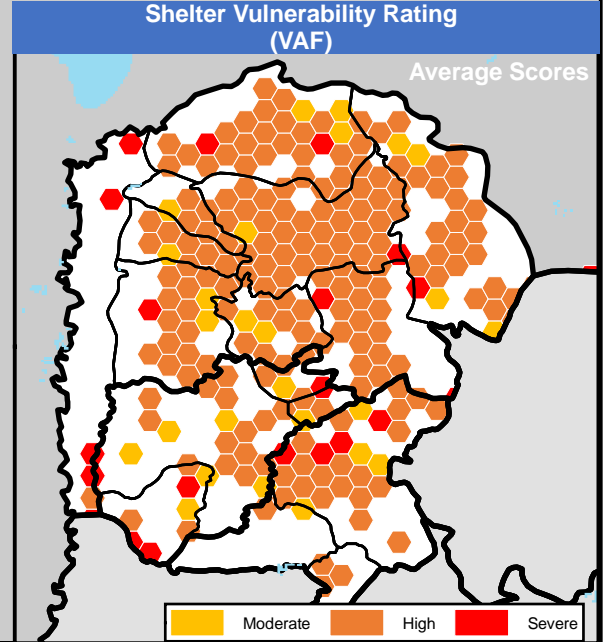 Shelter Vulnerability Rating
(VAF)
Average Scores
Moderate High Severe